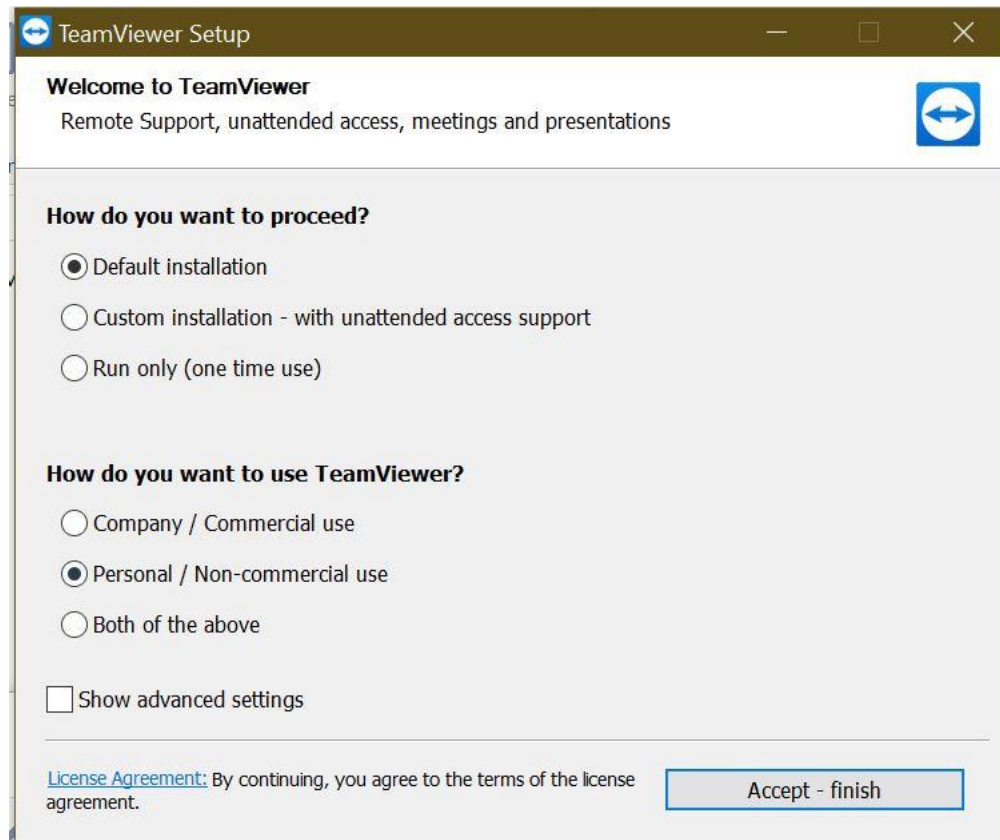 TeamViewer Setup
Welcome to TeamViewer
Remote Support, unattended access, meetings and presentations
How do you want to proceed?
Default installation
Custom installation - with unattended access support
Run only (one time use)
How do you want to use TeamViewer?
Company / Commercial use
Personal / Non-commercial use
Both of the above
Show advanced settings
License Agreement: By continuing, you agree to the terms of the license
agreement.
Accept - finish